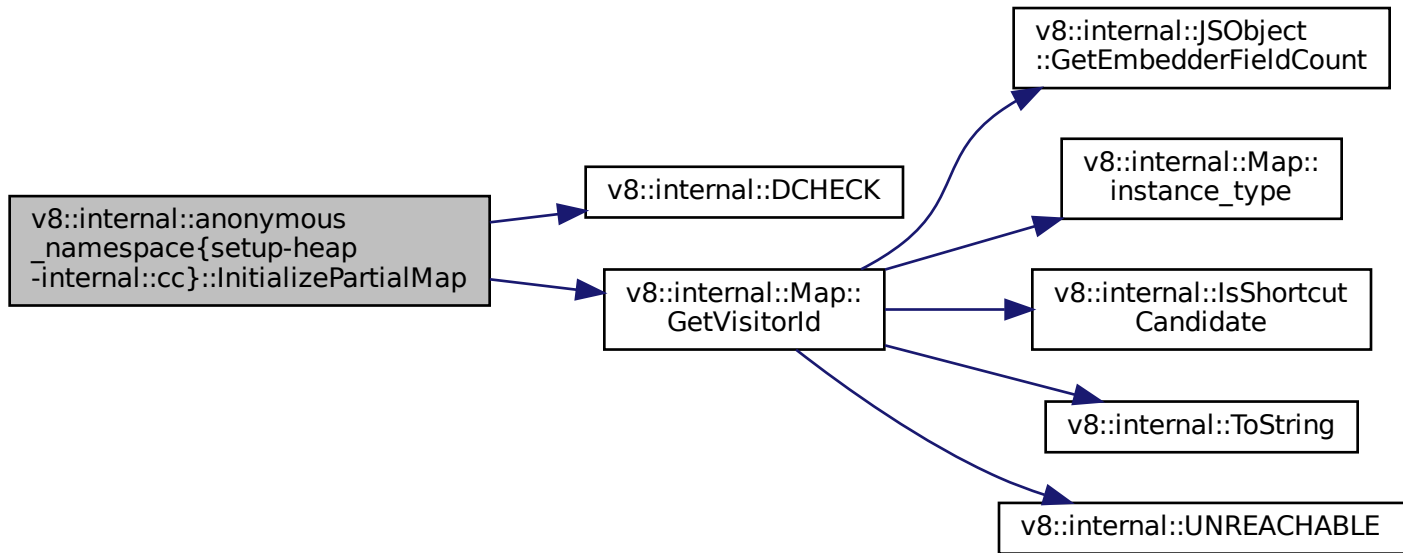 v8::internal::JSObject
::GetEmbedderFieldCount
v8::internal::Map::
instance_type
v8::internal::DCHECK
v8::internal::anonymous
_namespace{setup-heap
-internal::cc}::InitializePartialMap
v8::internal::Map::
GetVisitorId
v8::internal::IsShortcut
Candidate
v8::internal::ToString
v8::internal::UNREACHABLE